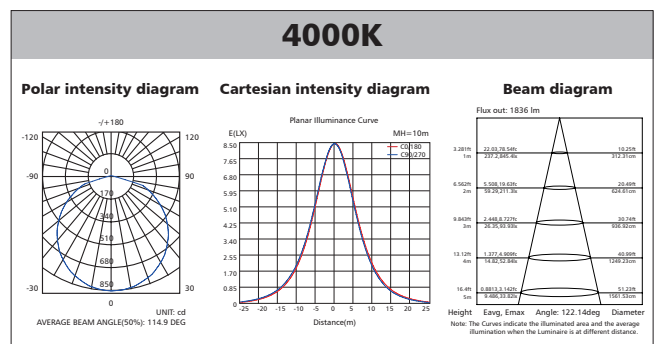 4000K
Polar intensity diagram
Cartesian intensity diagram
Beam diagram
-/+180
-120
120
-90
90
-30
30
0
0
170
340
510
680
850
UNIT: cd
AVERAGE BEAM ANGLE(50%): 114.9 DEG
Planar Illuminance Curve
E(LX)
MH=10m
C0/180
C90/270
8.50
7.65
6.80
5.95
5.10
4.25
3.40
2.55
1.70
0.85
0
-25 -20 -15 -10 -5 0 5 10 15 20 25
Distance(m)
Flux out: 1836 lm
3.281ft 22.03,78.54fc 10.25ft
1m 237.2,845.4lx 312.31cm
6.562ft 5.508,19.63fc 20.49ft
2m 59.29,211.3lx 624.61cm
9.842ft 2.448,8.727fc 30.74ft
3m 26.35,93.93lx 936.92cm
13.12ft 1.377,4.909fc 40.99ft
4m 14.82,52.84lx 1249.23cm
16.4ft 0.8813,3.142fc 51.23ft
5m 9.486,33.82lx 1561.53cm
Height Eavg, Emax Angle: 122.14deg Diameter
Note: The Curves indicate the illuminated area and the average
illumination when the Luminaire is at different distance.